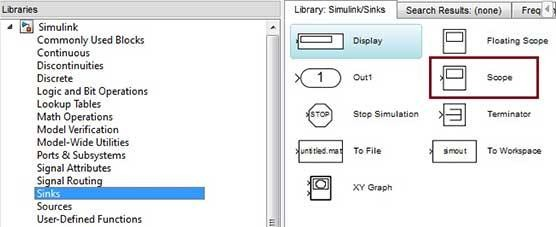 Libraries
Simulink
Commonly Used Blocks
Continuous
Discontinuities
Discrete
Logic and Bit Operations
Lookup Tables
Math Operations
Model Verification
Model-Wide Utilities
Ports & Subsystems
Signal Attributes
Signal Routing
Sinks
Sources
User-Defined Functions
Library: Simulink/Sinks
Search Results: (none)
Frequ
Display
Floating Scope
1
Out1
Scope
STOP
Stop Simulation
Terminator
untitled.mat
To File
simout
To Workspace
XY Graph